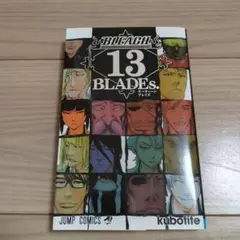 BLEACH
13
BLADEs.
JUMP COMICS
kubotite